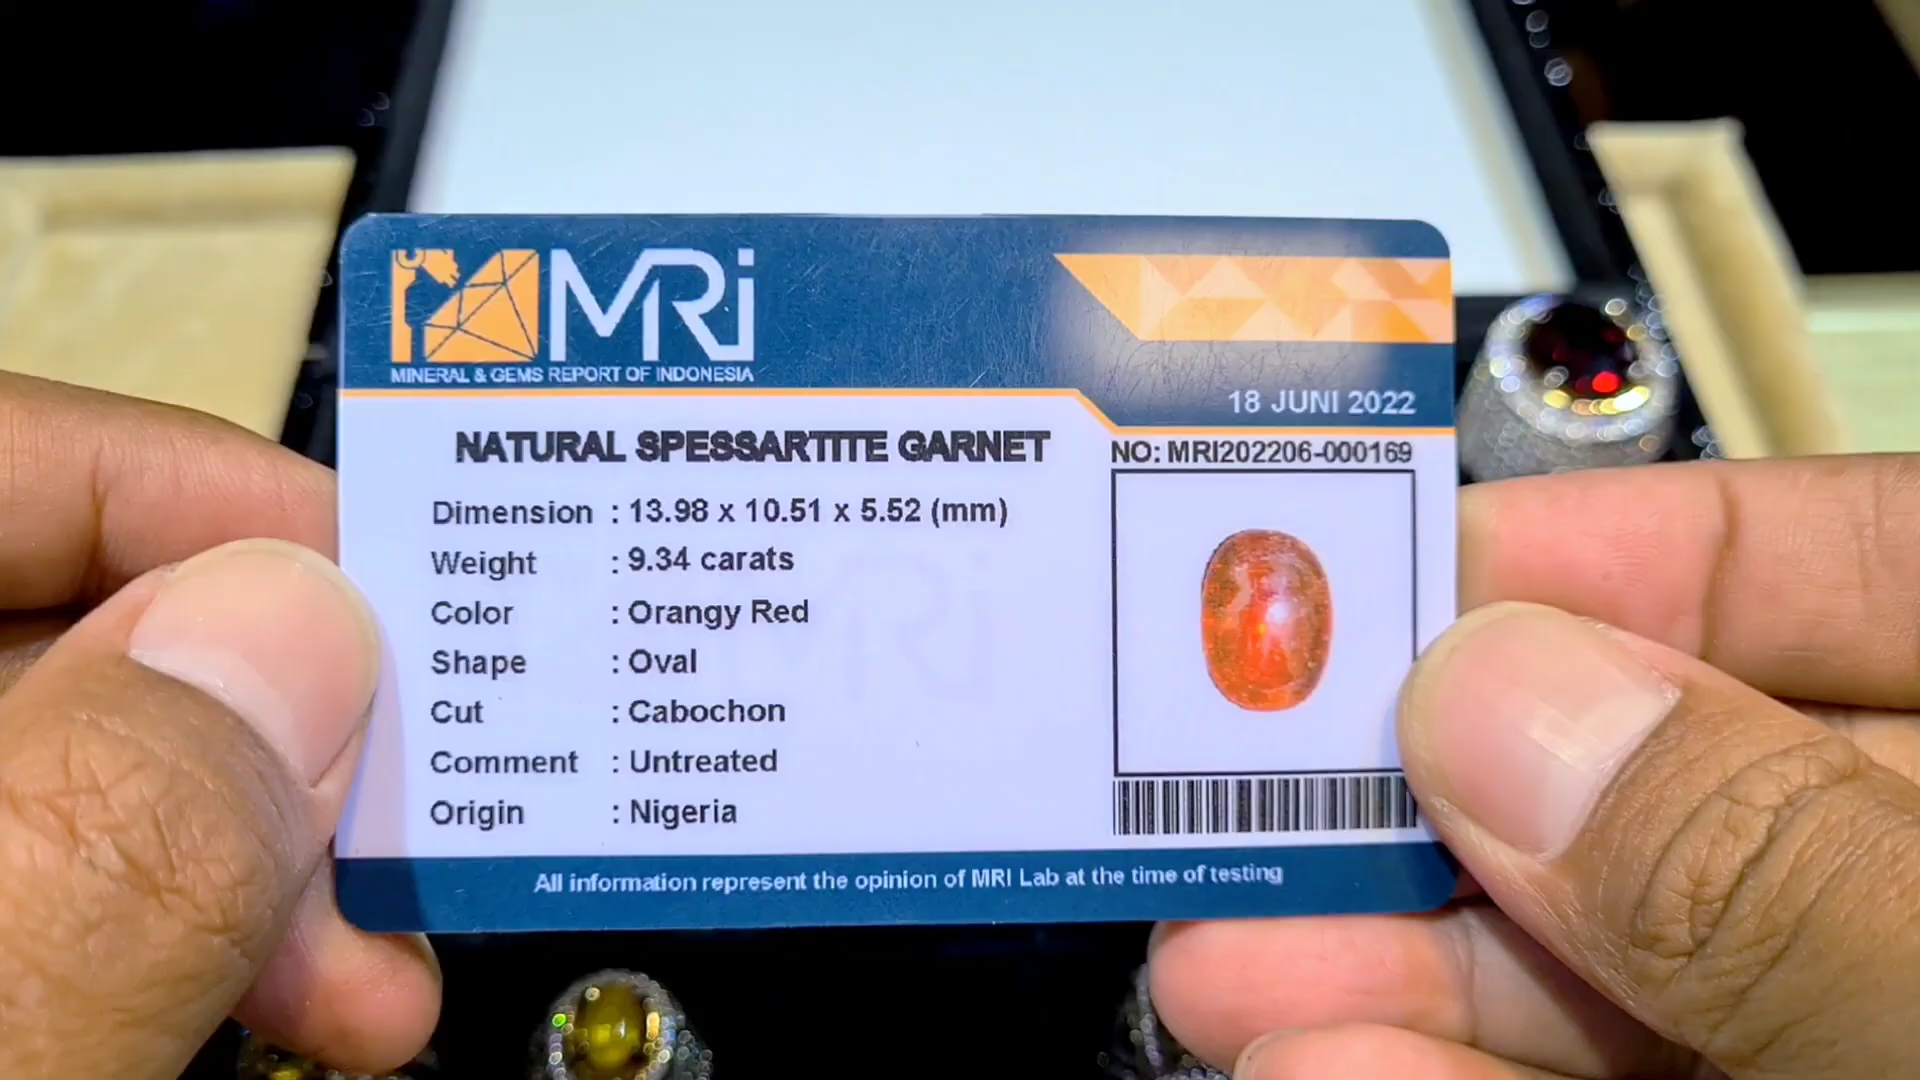 MRi
MINERAL & GEMS REPORT OF INDONESIA
18 JUNI 2022
NATURAL SPESSARTITE GARNET
NO: MRI202206-000169
Dimension : 13.98 x 10.51 x 5.52 (mm)
Weight : 9.34 carats
Color : Orangy Red
Shape : Oval
Cut : Cabochon
Comment : Untreated
Origin : Nigeria
MRi
All information represent the opinion of MRI Lab at the time of testing